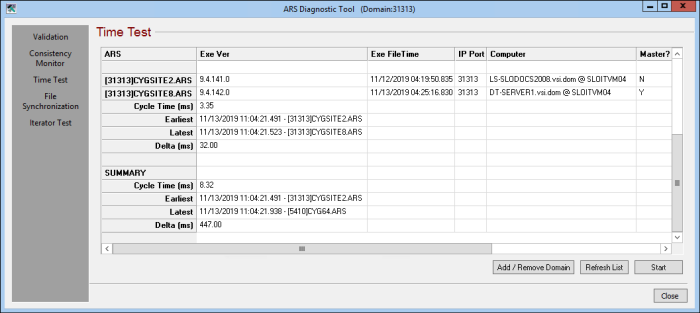 ARS Diagnostic Tool (Domain:31313)
Validation
Consistency
Monitor
Time Test
File
Synchronization
Iterator Test
Time Test
ARS Exe Ver Exe FileTime IP Port Computer Master?
[31313]CYGSITE2.ARS 9.4.141.0 11/12/2019 04:19:50.835 31313 LS-SLODOCS2008.vsi.dom @ SLOITVM04 N
[31313]CYGSITE8.ARS 9.4.142.0 11/13/2019 04:25:16.830 31313 DT-SERVER1.vsi.dom @ SLOITVM04 Y
Cycle Time (ms) 3.35
Earliest 11/13/2019 11:04:21.491 - [31313]CYGSITE2.ARS
Latest 11/13/2019 11:04:21.523 - [31313]CYGSITE8.ARS
Delta (ms) 32.00
SUMMARY
Cycle Time (ms) 8.32
Earliest 11/13/2019 11:04:21.491 - [31313]CYGSITE2.ARS
Latest 11/13/2019 11:04:21.938 - [5410]CYG64.ARS
Delta (ms) 447.00
Add / Remove Domain Refresh List Start
Close